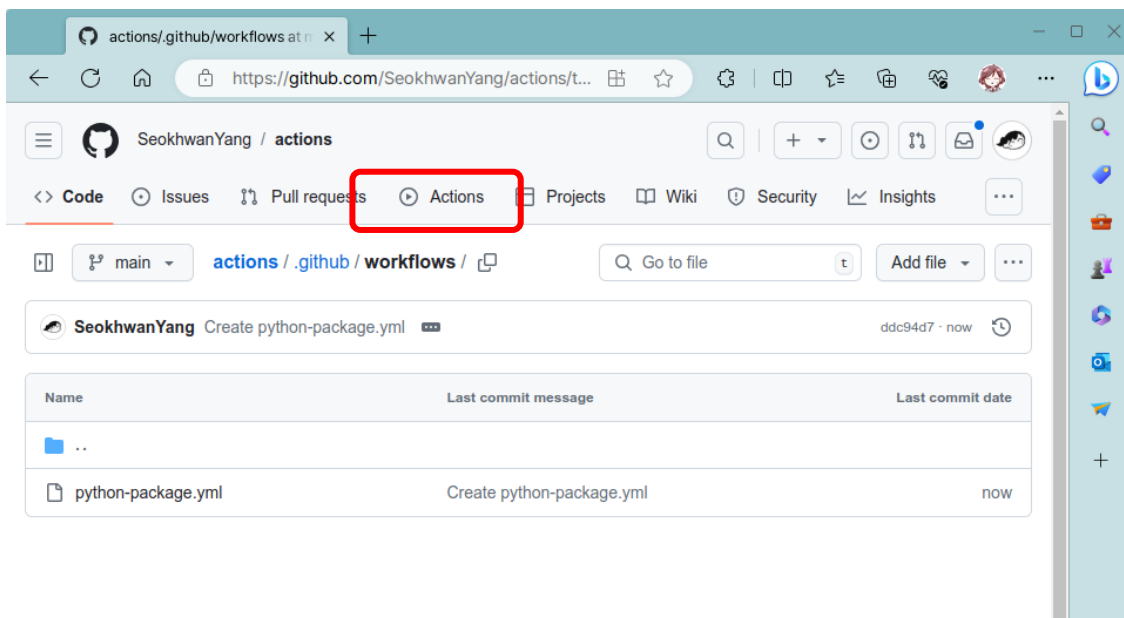 actions/.github/workflows at m
https://github.com/SeokhwanYang/actions/t...
SeokhwanYang / actions
Code Issues Pull requests Actions Projects Wiki Security Insights
main actions / .github / workflows / Go to file t Add file
SeokhwanYang Create python-package.yml ddc94d7 · now
Name Last commit message Last commit date
..
python-package.yml Create python-package.yml now